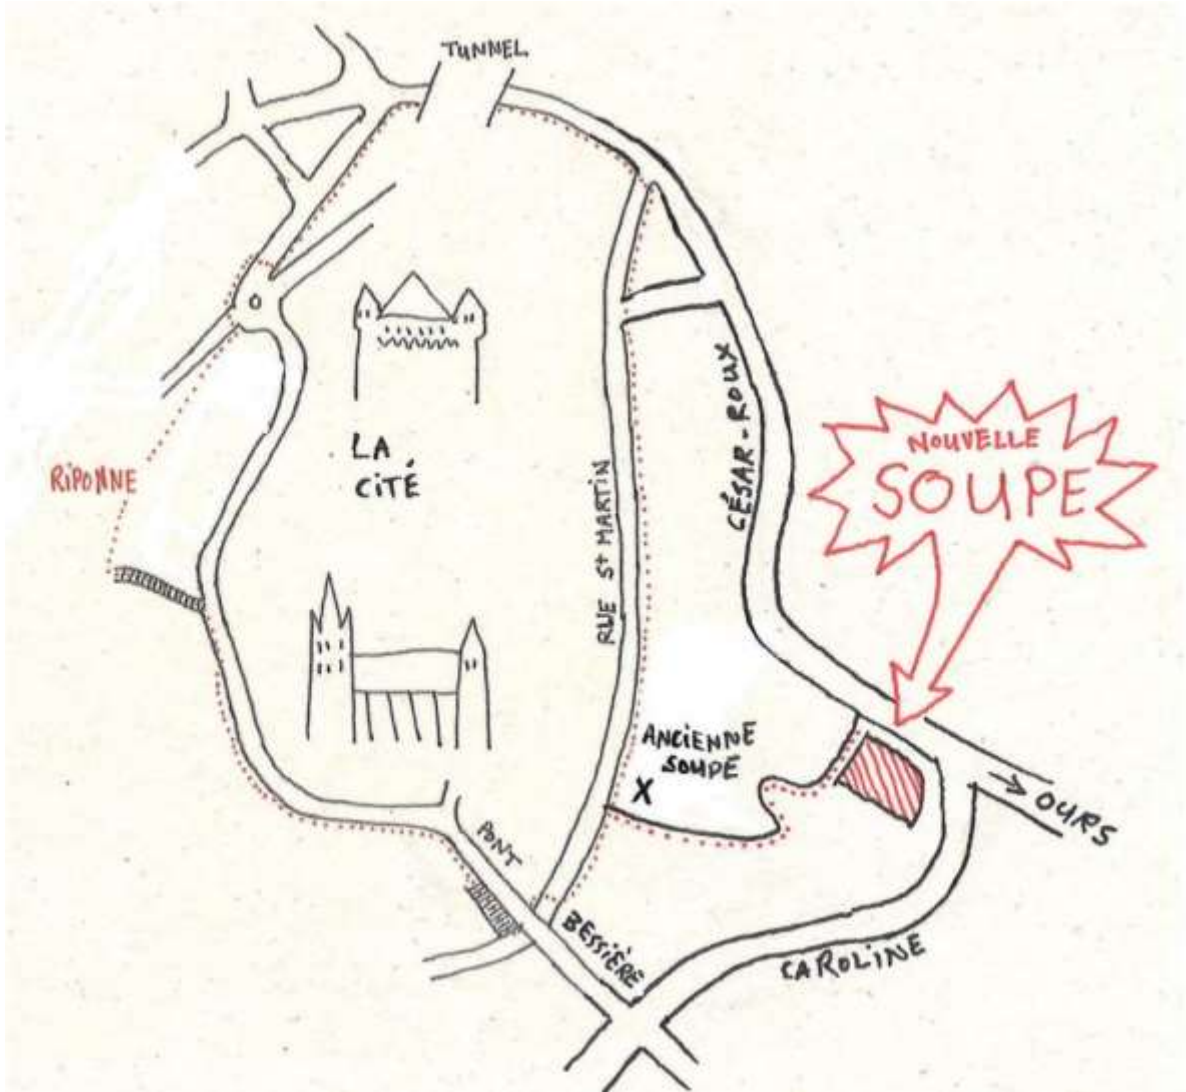 TUNNEL
NOUVELLE
SOUPE
CÉSAR-ROUX
LA
CITÉ
RIPONNE
RUE St MARTIN
ANCIENNE
SOUPE
X
→ OURS
PONT
BESSIÈRE
CAROLINE